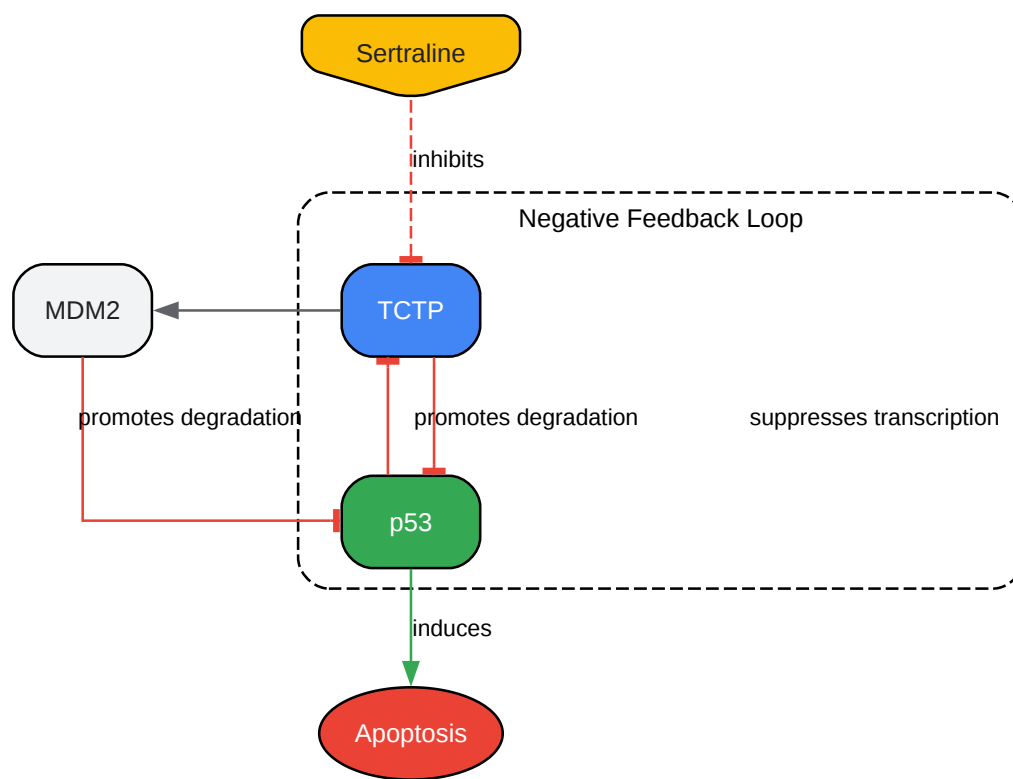 Sertraline
inhibits
Negative Feedback Loop
MDM2
TCTP
promotes degradation
promotes degradation
suppresses transcription
p53
induces
Apoptosis